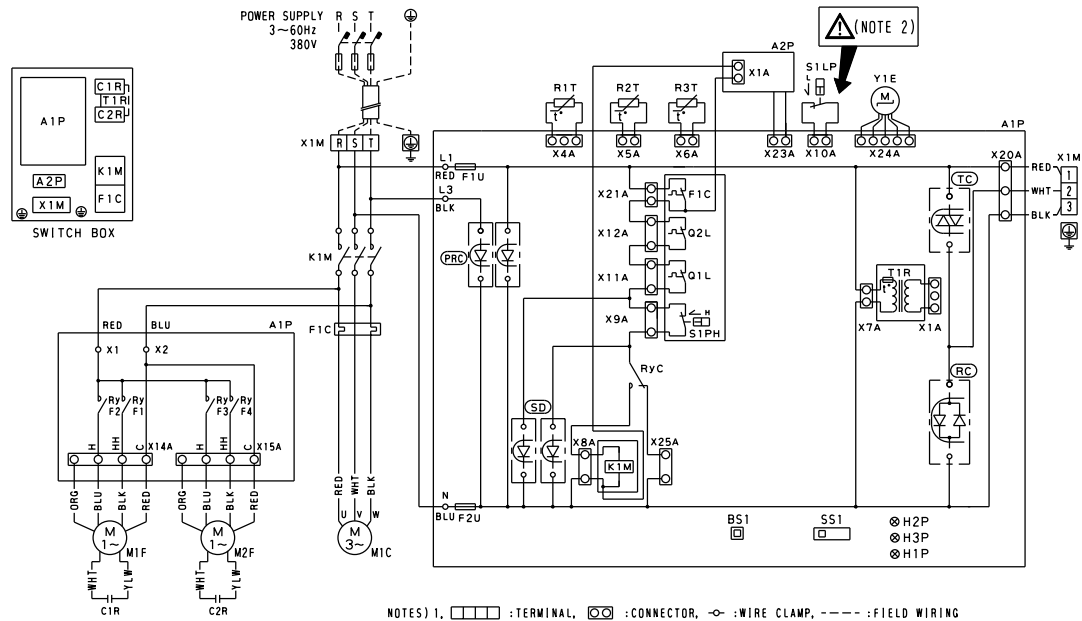 POWER SUPPLY
3~60Hz
380V
R S T
(NOTE 2)
C1R
T1R
C2R
A1P
A2P
K1M
F1C
X1M
SWITCH BOX
X1M
R S T
A2P
X1A
S1LP
L
Y1E
M
R1T
R2T
R3T
t°
t°
t°
A1P
X4A
X5A
X6A
X23A
X10A
X24A
L1
RED
F1U
L3
BLK
X20A
RED
WHT
BLK
X1M
1
2
3
TC
X21A
F1C
X12A
Q2L
X11A
Q1L
X9A
H
S1PH
PRC
K1M
T1R
t°
X7A
X1A
F1C
RED
BLU
A1P
X1
X2
Ry
F2
Ry
F1
Ry
F3
Ry
F4
RyC
RC
SD
H
HH
C
X14A
H
HH
C
X15A
X8A
K1M
X25A
ORG
BLU
BLK
RED
ORG
BLU
BLK
RED
RED
WHT
BLK
U V W
N
BLU
F2U
M
1~
M1F
M
1~
M2F
M
3~
M1C
WHT
YLW
C1R
WHT
YLW
C2R
BS1
SS1
H2P
H3P
H1P
NOTES) 1, :TERMINAL, :CONNECTOR, :WIRE CLAMP, :FIELD WIRING